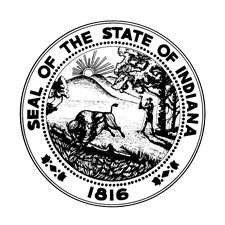 SEAL OF THE STATE OF INDIANA
1816